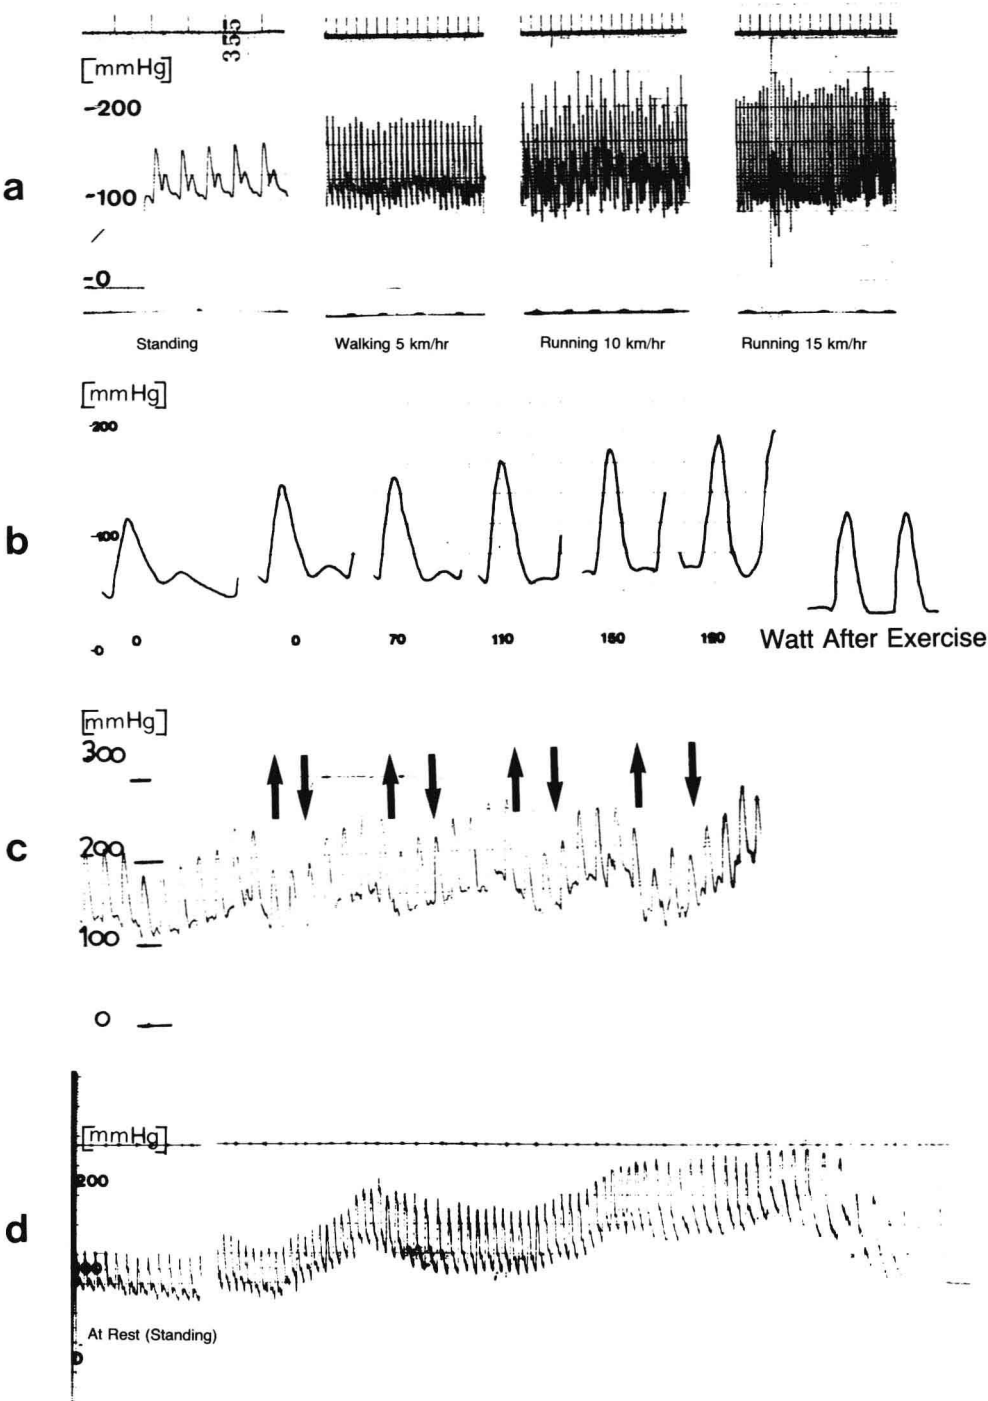 355
[mmHg]
-200
a
-100
-0
Standing
Walking 5 km/hr
Running 10 km/hr
Running 15 km/hr
[mmHg]
-200
b
-100
-0
0 0 70 110 150 190 Watt After Exercise
[mmHg]
300
c
200
100
0
[mmHg]
200
d
At Rest (Standing)
0